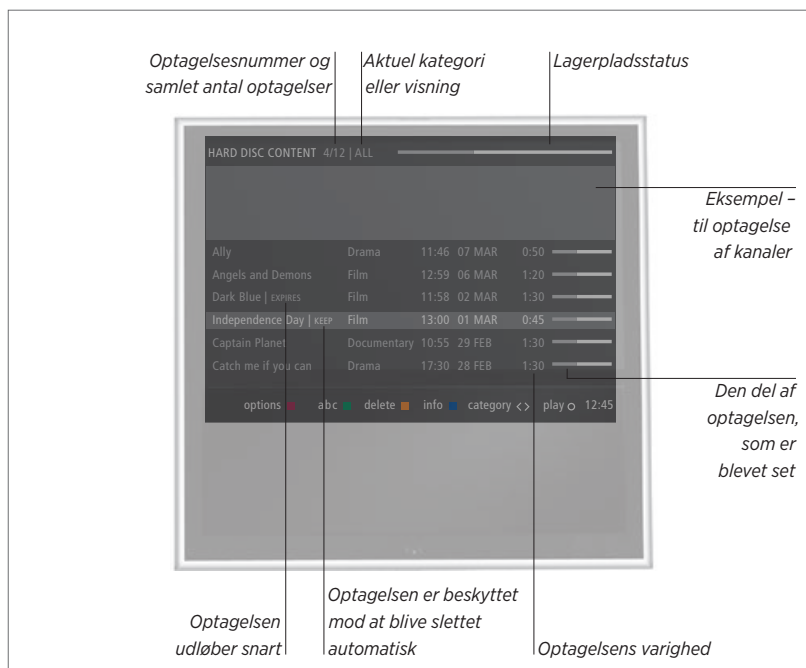 Optagelsesnummer og
samlet antal optagelser
Aktuel kategori
eller visning
Lagerpladsstatus
HARD DISC CONTENT 4/12 | ALL
Eksempel –
til optagelse
af kanaler
Ally Drama 11:46 07 MAR 0:50
Angels and Demons Film 12:59 06 MAR 1:20
Dark Blue | EXPIRES Film 11:58 02 MAR 1:30
Independence Day | KEEP Film 13:00 01 MAR 0:45
Captain Planet Documentary 10:55 29 FEB 1:30
Catch me if you can Drama 17:30 28 FEB 1:30
options abc delete info category <> play 12:45
Den del af
optagelsen,
som er
blevet set
Optagelsen
udløber snart
Optagelsen er beskyttet
mod at blive slettet
automatisk
Optagelsens varighed